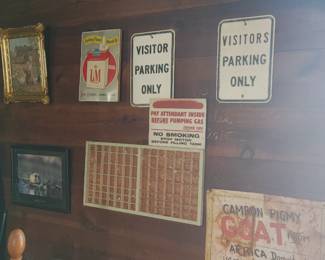 L&M
VISITOR
PARKING
ONLY
VISITORS
PARKING
ONLY
PAY ATTENDANT INSIDE
BEFORE PUMPING GAS
NO SMOKING
STOP MOTOR
BEFORE FILLING TANK
CAMRON PIGMY
GOAT FROM
AFRICA